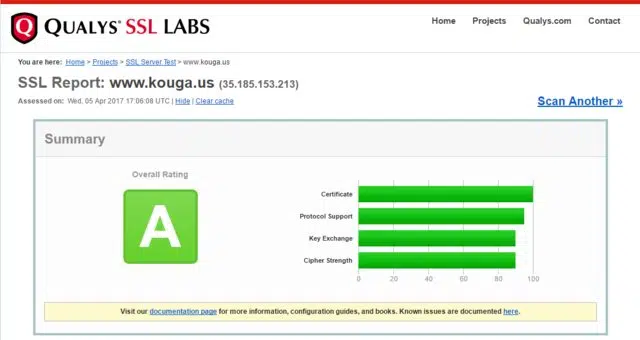 QUALYS® SSL LABS
Home Projects Qualys.com Contact
You are here: Home > Projects > SSL Server Test > www.kouga.us
SSL Report: www.kouga.us (35.185.153.213)
Assessed on: Wed, 05 Apr 2017 17:06:08 UTC | Hide | Clear cache
Scan Another »
Summary
Overall Rating
A
Certificate
Protocol Support
Key Exchange
Cipher Strength
0 20 40 60 80 100
Visit our documentation page for more information, configuration guides, and books. Known issues are documented here.